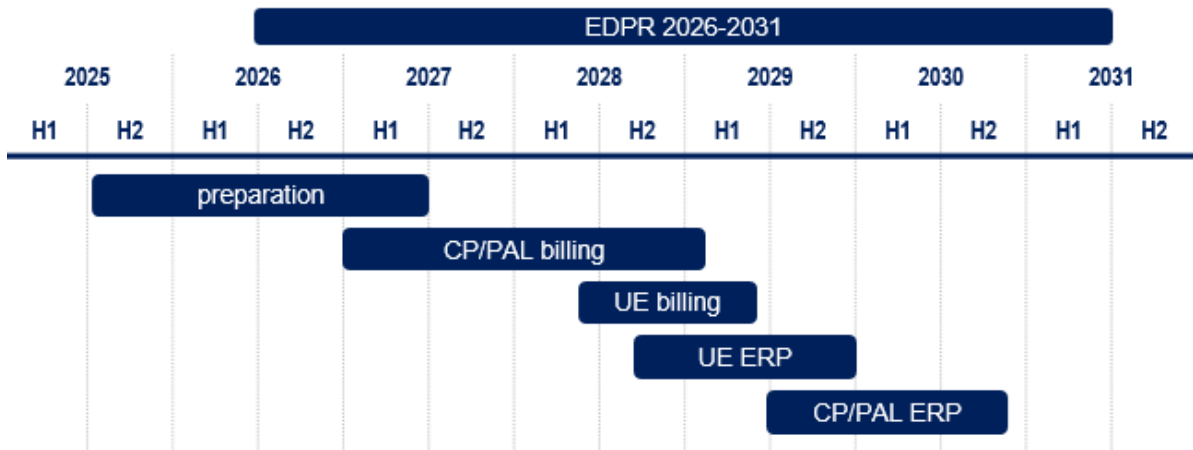 EDPR 2026-2031
2025 2026 2027 2028 2029 2030 2031
H1 H2 H1 H2 H1 H2 H1 H2 H1 H2 H1 H2 H1 H2
preparation
CP/PAL billing
UE billing
UE ERP
CP/PAL ERP